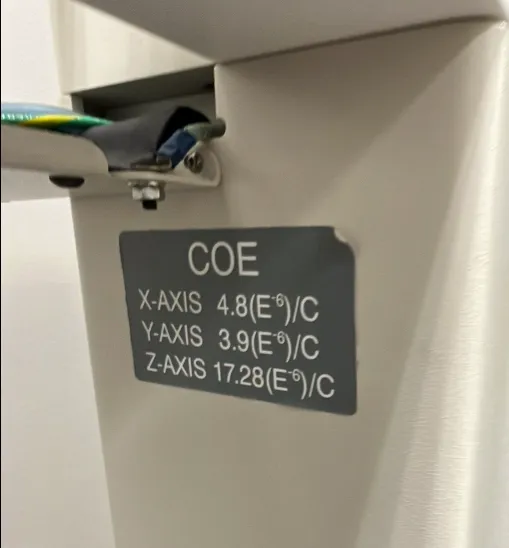 COE
X-AXIS 4.8(E⁻⁶)/C
Y-AXIS 3.9(E⁻⁶)/C
Z-AXIS 17.28(E⁻⁶)/C